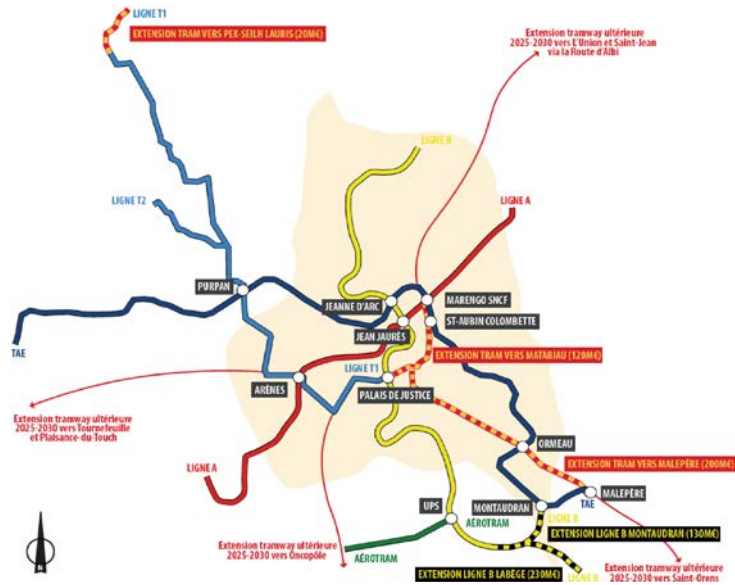 LIGNE T1
EXTENSION TRAM VERS PEX-SEILH LAUBIS (20M€)
Extension tramway ultérieure
2025-2030 vers L'Union et Saint-Jean
via la Route d'Albi
LIGNE B
LIGNE T2
LIGNE A
PURPAN
JEANNE D'ARC
MARENGO SNCF
ST-AUBIN COLOMBETTE
JEAN JAURÈS
TAE
LIGNE T1
EXTENSION TRAM VERS MATABIAU (120M€)
ARÈNES
PALAIS DE JUSTICE
Extension tramway ultérieure
2025-2030 vers Tournefeuille
et Plaisance-du-Touch
ORMEAU
EXTENSION TRAM VERS MALEPÈRE (200M€)
LIGNE A
MALEPÈRE
UPS
MONTAUDRAN
TAE
LIGNE B
AÉROTRAM
EXTENSION LIGNE B MONTAUDRAN (130M€)
Extension tramway ultérieure
2025-2030 vers Oncopôle
AÉROTRAM
EXTENSION LIGNE B LABÈGE (230M€)
LIGNE B
Extension tramway ultérieure
2025-2030 vers Saint-Orens
N